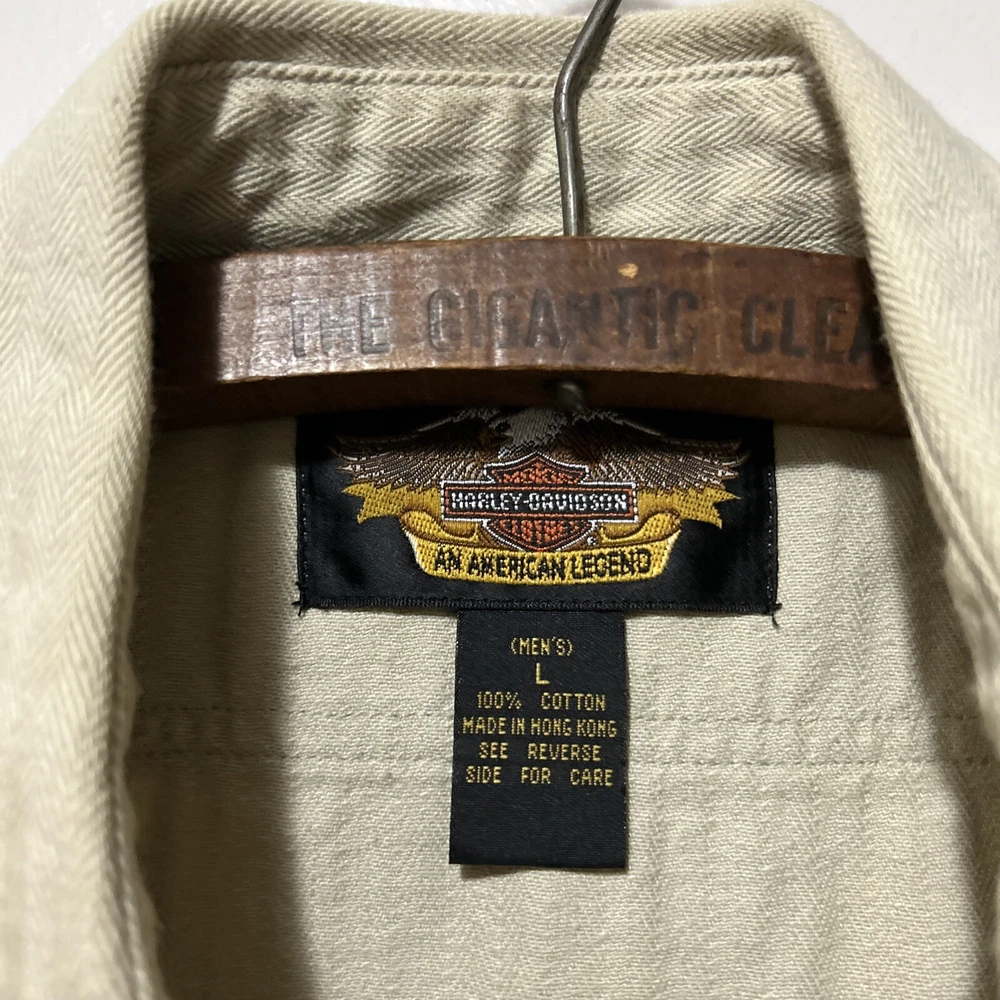 THE GIGANTIC CLEA
HARLEY-DAVIDSON
AN AMERICAN LEGEND
(MEN'S)
L
100% COTTON
MADE IN HONG KONG
SEE REVERSE
SIDE FOR CARE